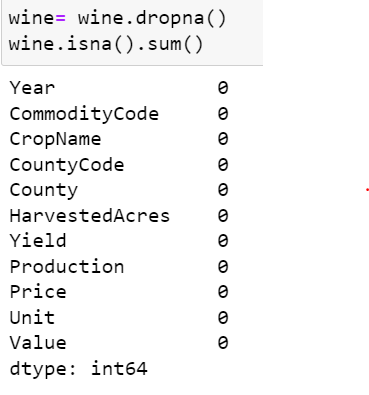 wine= wine.dropna()
wine.isna().sum()
Year 0
CommodityCode 0
CropName 0
CountyCode 0
County 0
HarvestedAcres 0
Yield 0
Production 0
Price 0
Unit 0
Value 0
dtype: int64